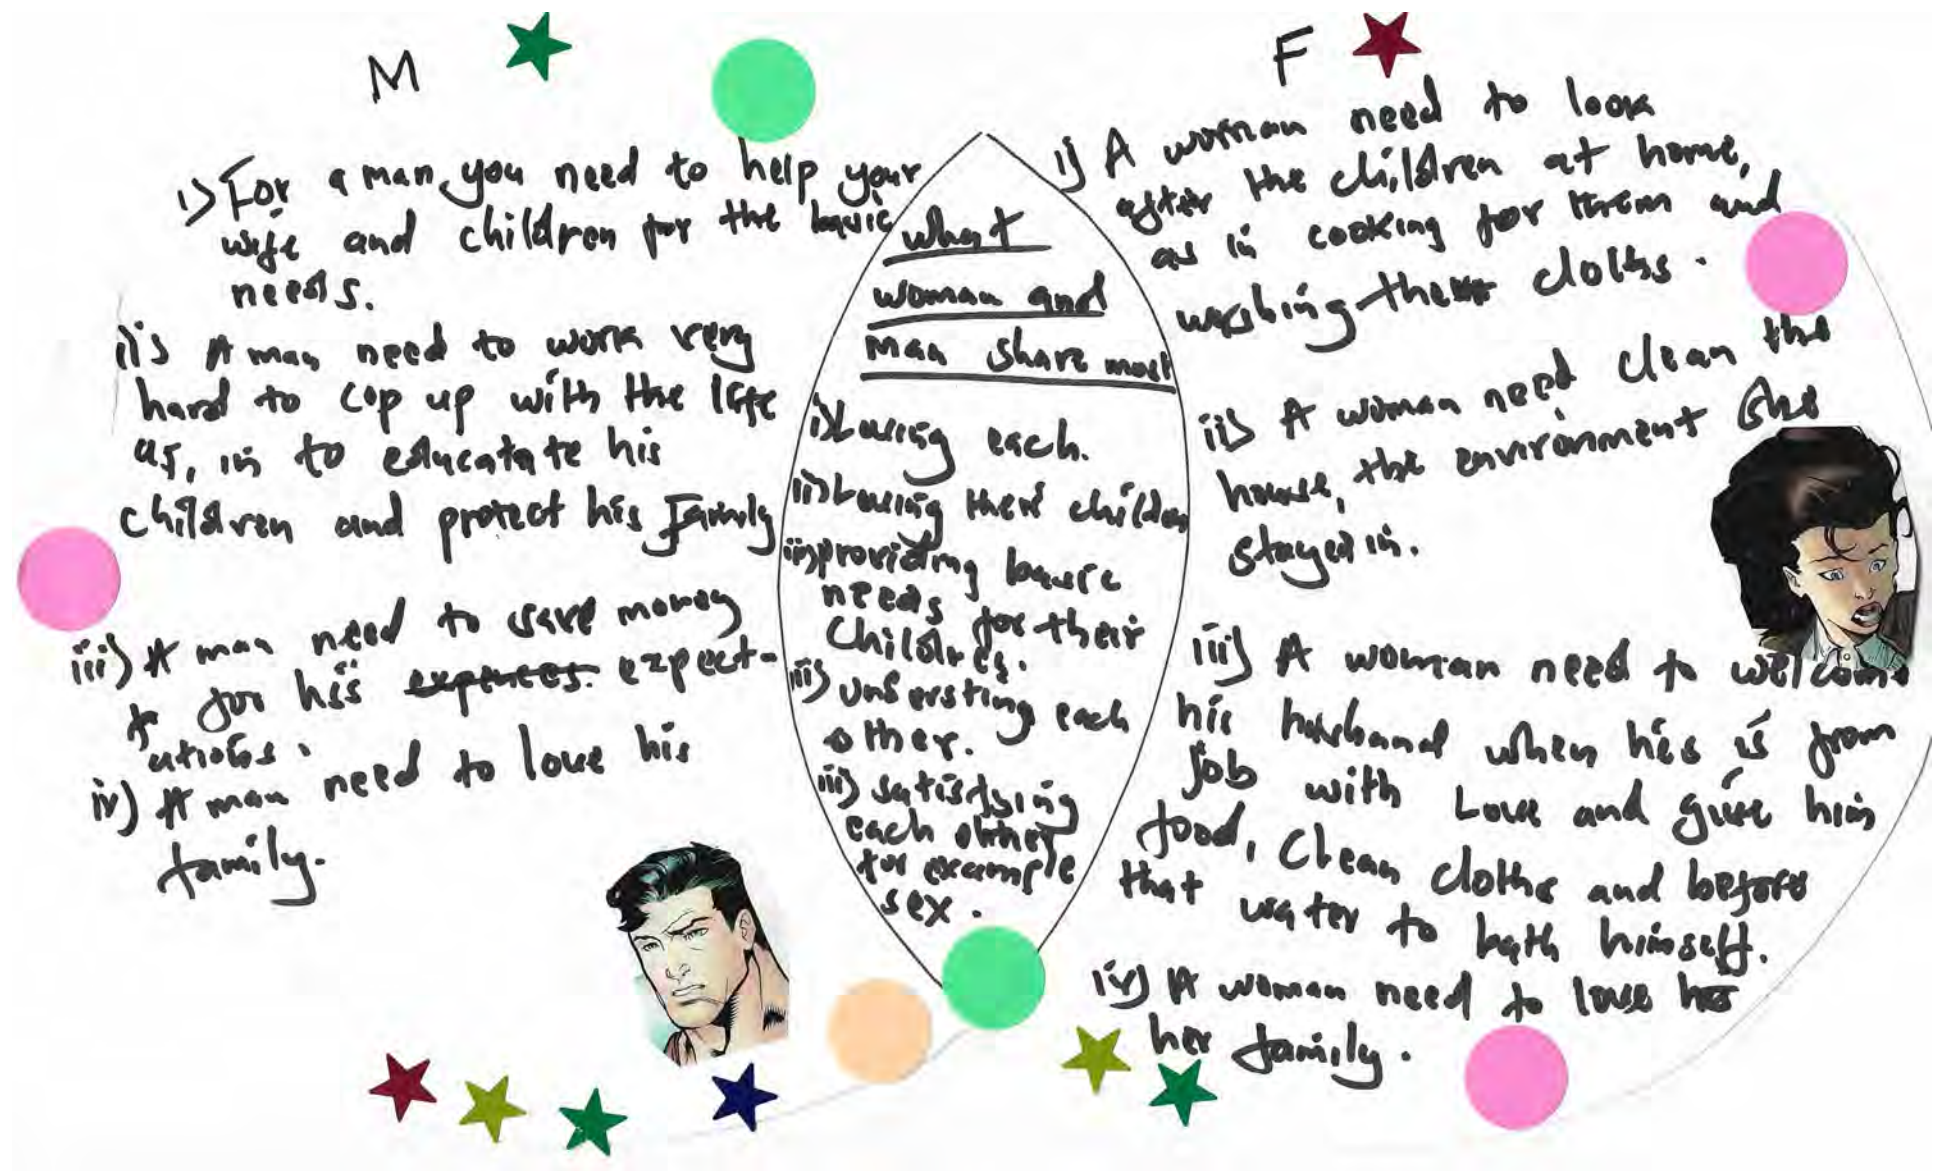 M
i) For a man, you need to help your
wife and children for the basic
needs.
ii) A man need to work very
hard to cop up with the life
as, in to educatate his
children and protect his family
iii) A man need to save money
for his expences. expect-
ations.
iv) A man need to love his
family.
what
woman and
man share most
i) Loving each.
ii) Loving their children
iii) providing basic
needs for their
children.
iii) understing each
other.
iii) satisfying
each other
for example
sex.
F
i) A woman need to look
after the children at home,
as in cooking for them and
washing their cloths.
ii) A woman need clean the
house, the environment she
stayed in.
iii) A woman need to welcome
his husband when his is from
job with Love and give him
food, clean cloths and before
that water to bath himself.
iv) A woman need to love her
her family.